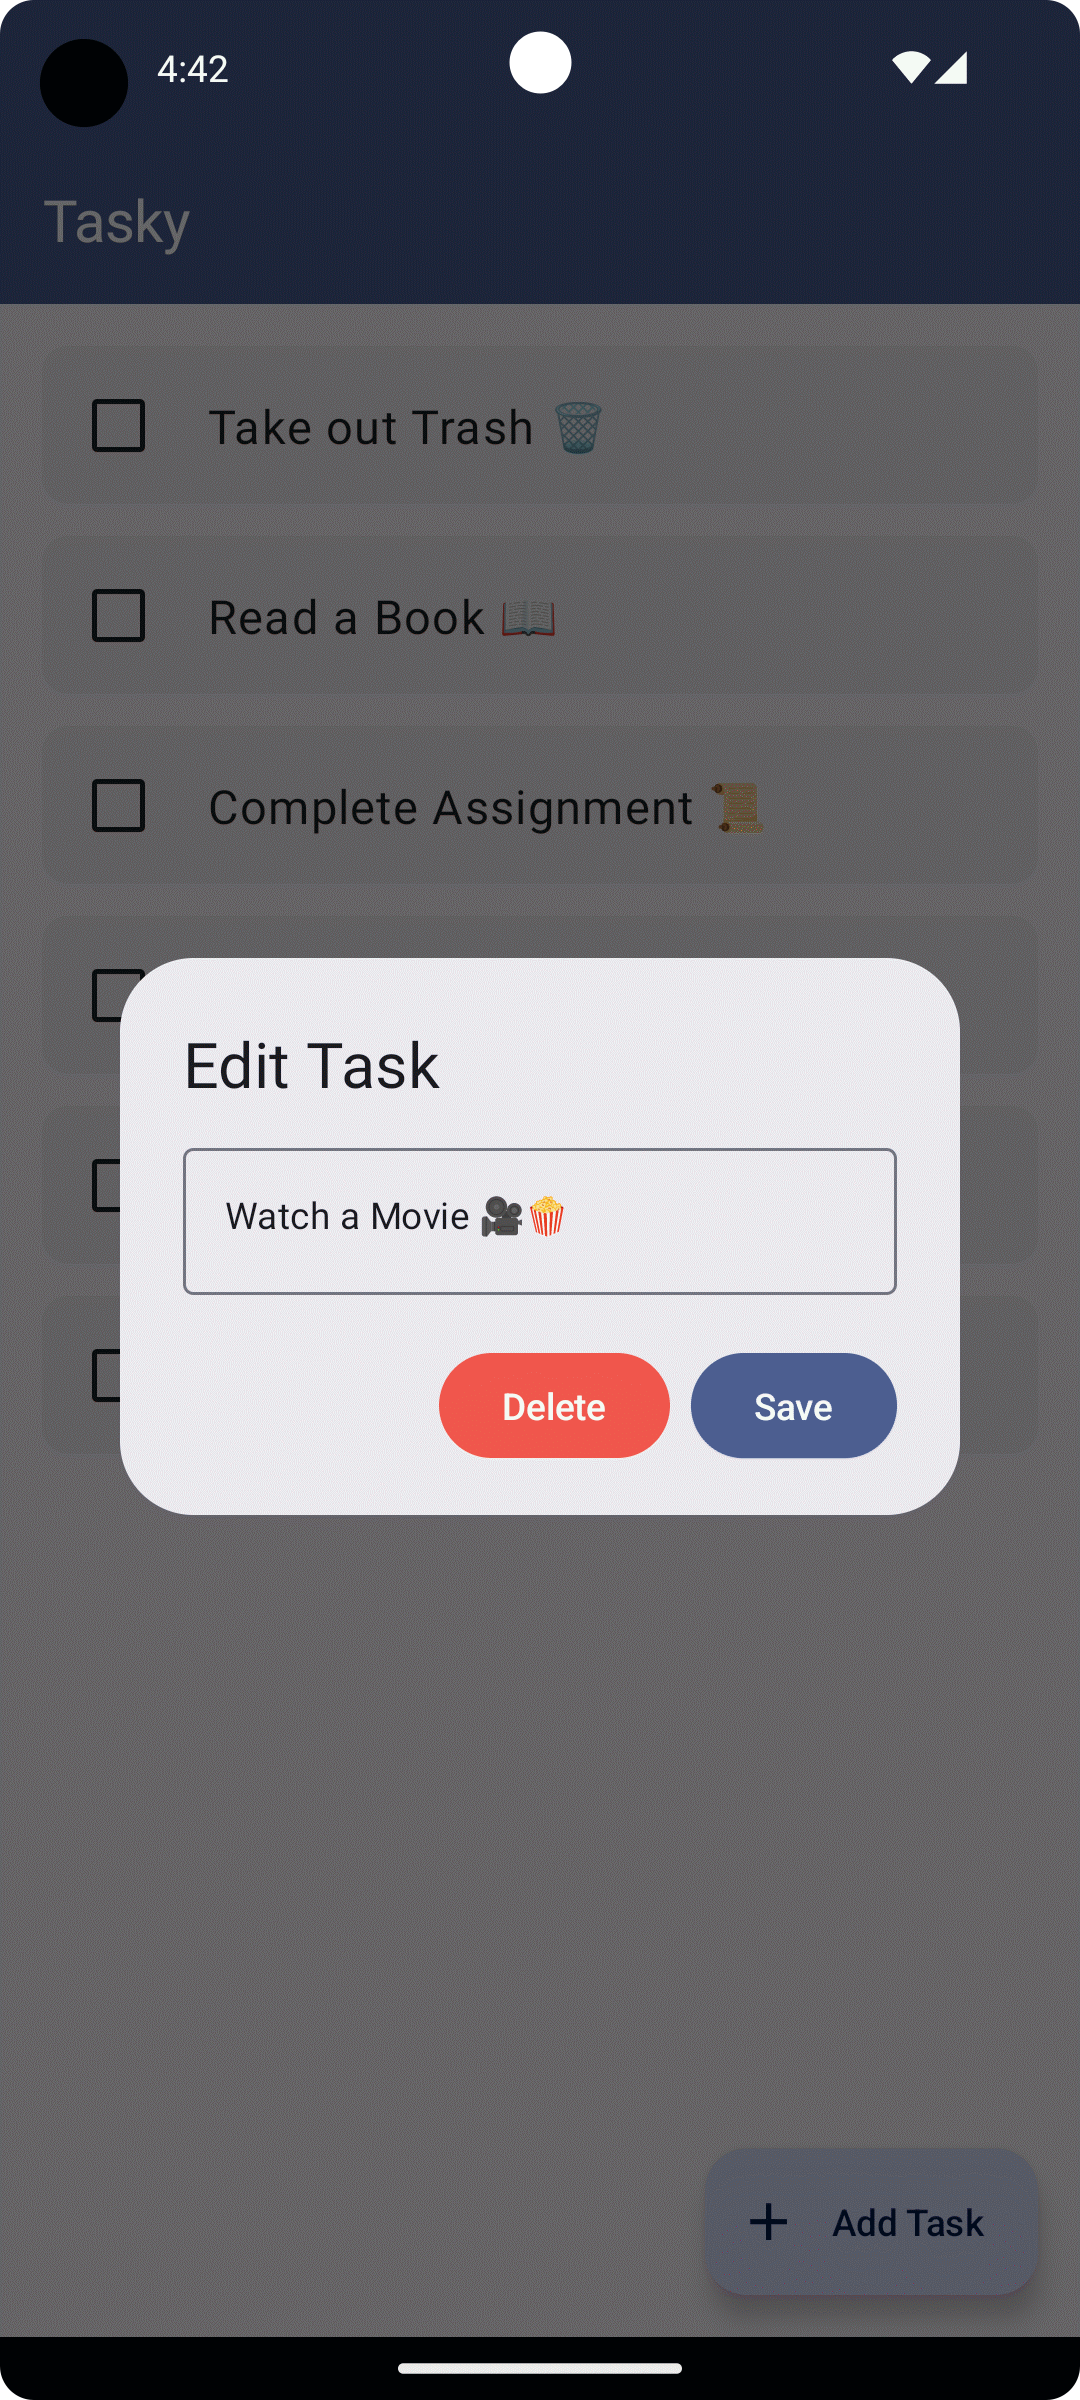 4:42
Tasky
Take out Trash 🗑️
Read a Book 📖
Complete Assignment 📜
Edit Task
Watch a Movie 🎥🍿
Delete Save
Add Task